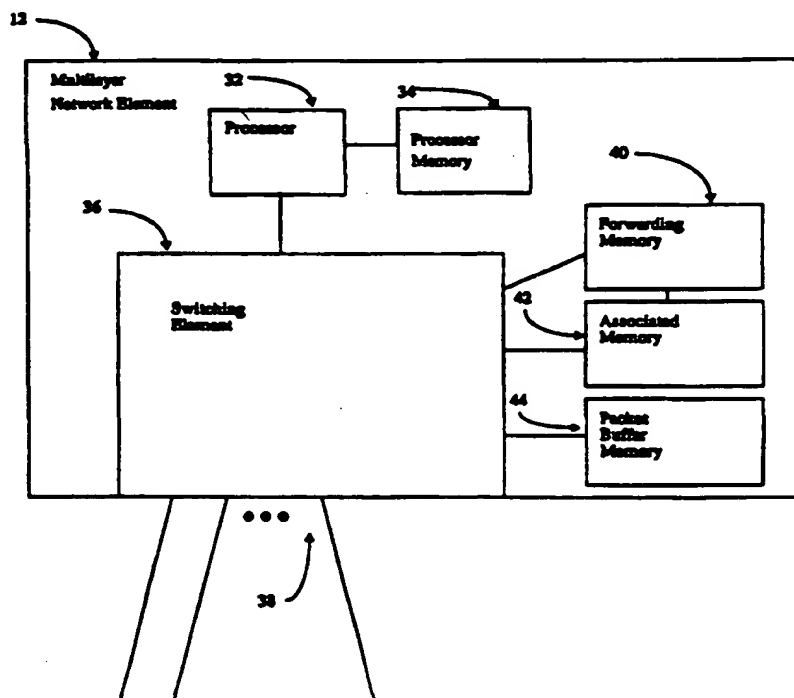 12
Multilayer
Network Element
32
Processor
34
Processor
Memory
40
Forwarding
Memory
36
Switching
Element
42
Associated
Memory
44
Packet
Buffer
Memory
38